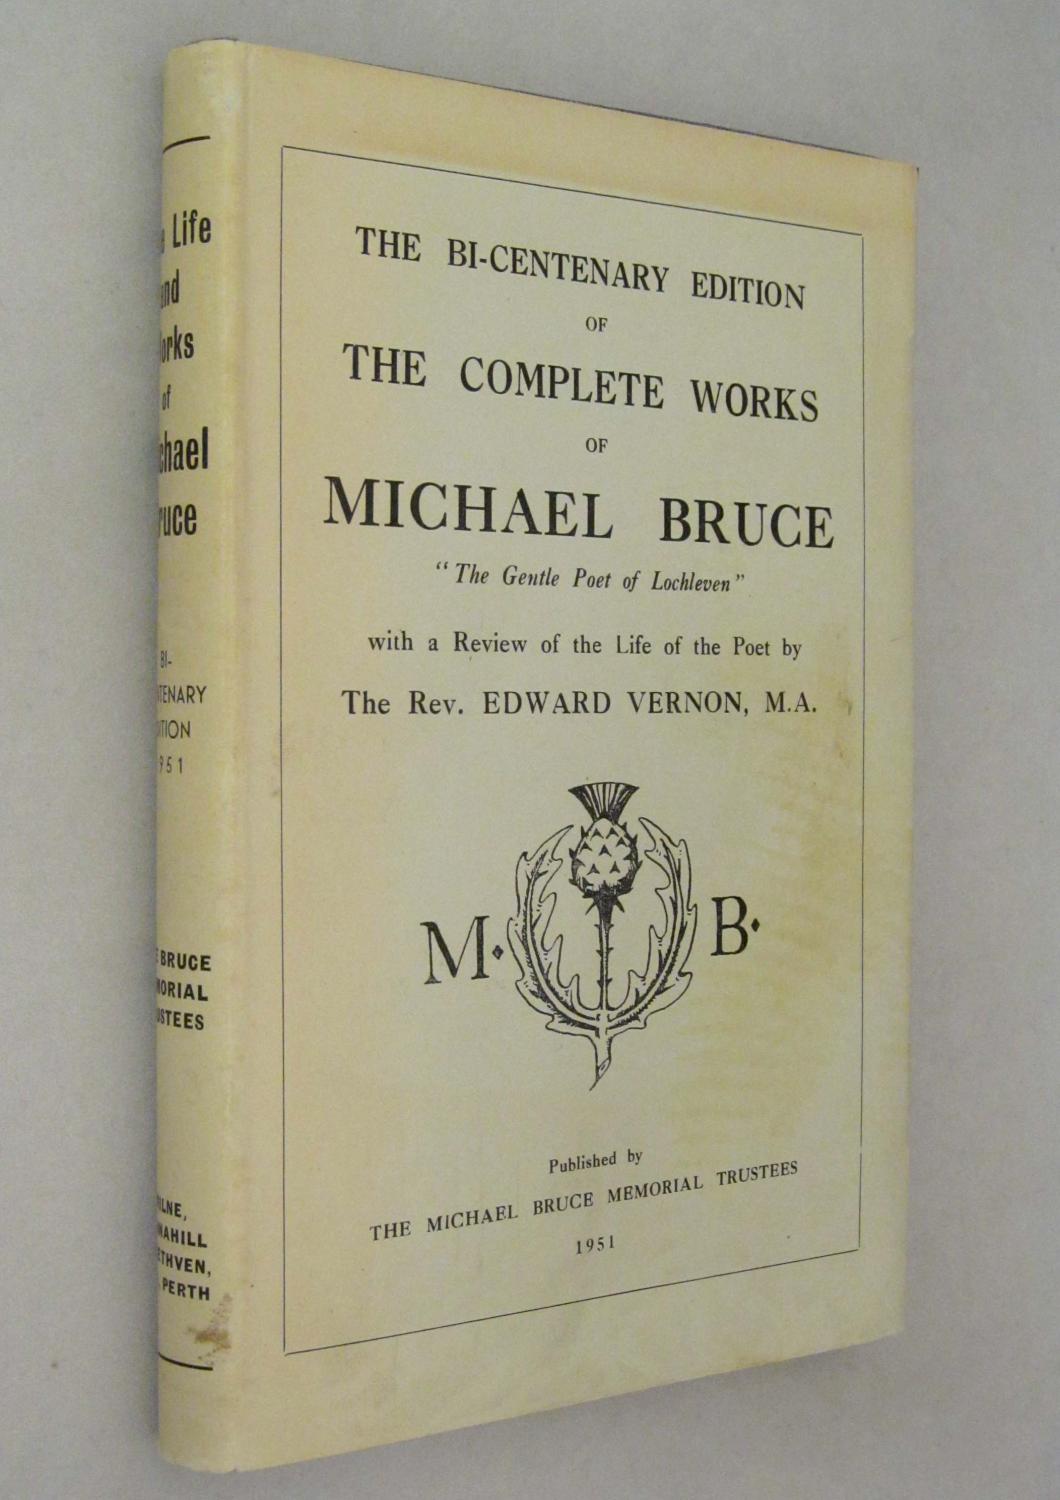 THE BI-CENTENARY EDITION
OF
THE COMPLETE WORKS
OF
MICHAEL BRUCE
“The Gentle Poet of Lochleven”
with a Review of the Life of the Poet by
The Rev. EDWARD VERNON, M.A.
M· B·
Published by
THE MICHAEL BRUCE MEMORIAL TRUSTEES
1951
Life
of
BI-
BRUCE
PERTH